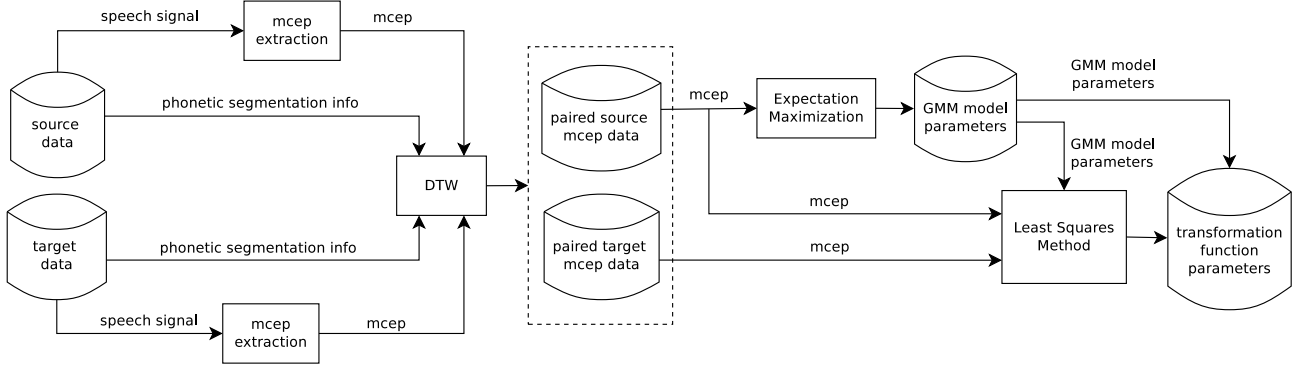 speech signal
mcep
extraction
mcep
source
data
phonetic segmentation info
DTW
target
data
phonetic segmentation info
speech signal
mcep
extraction
mcep
paired source
mcep data
paired target
mcep data
mcep
Expectation
Maximization
GMM model
parameters
GMM model
parameters
GMM model
parameters
mcep
mcep
Least Squares
Method
transformation
function
parameters